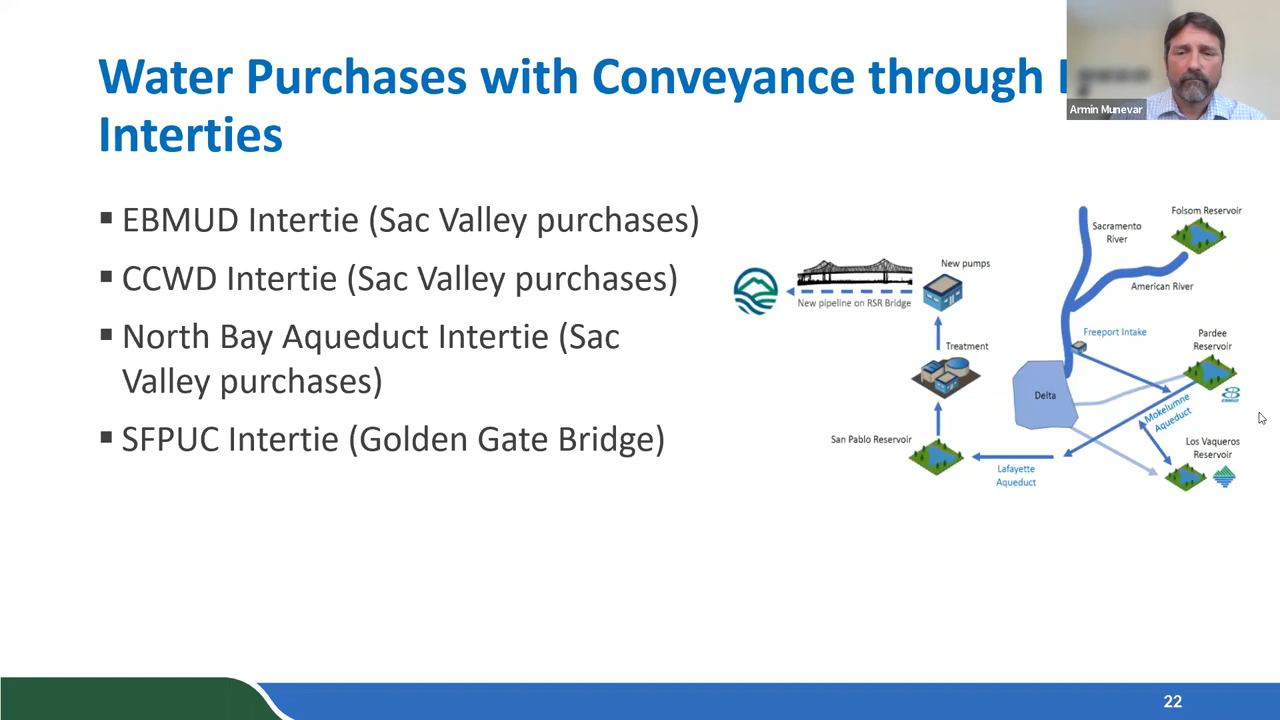 Water Purchases with Conveyance through
Interties
Armin Munevar
▪ EBMUD Intertie (Sac Valley purchases)
▪ CCWD Intertie (Sac Valley purchases)
▪ North Bay Aqueduct Intertie (Sac
Valley purchases)
▪ SFPUC Intertie (Golden Gate Bridge)
Folsom Reservoir
Sacramento
River
American River
New pumps
New pipeline on RSR Bridge
Freeport Intake
Pardee
Reservoir
Treatment
Delta
EBMUD
Mokelumne
Aqueduct
San Pablo Reservoir
Lafayette
Aqueduct
Los Vaqueros
Reservoir
22